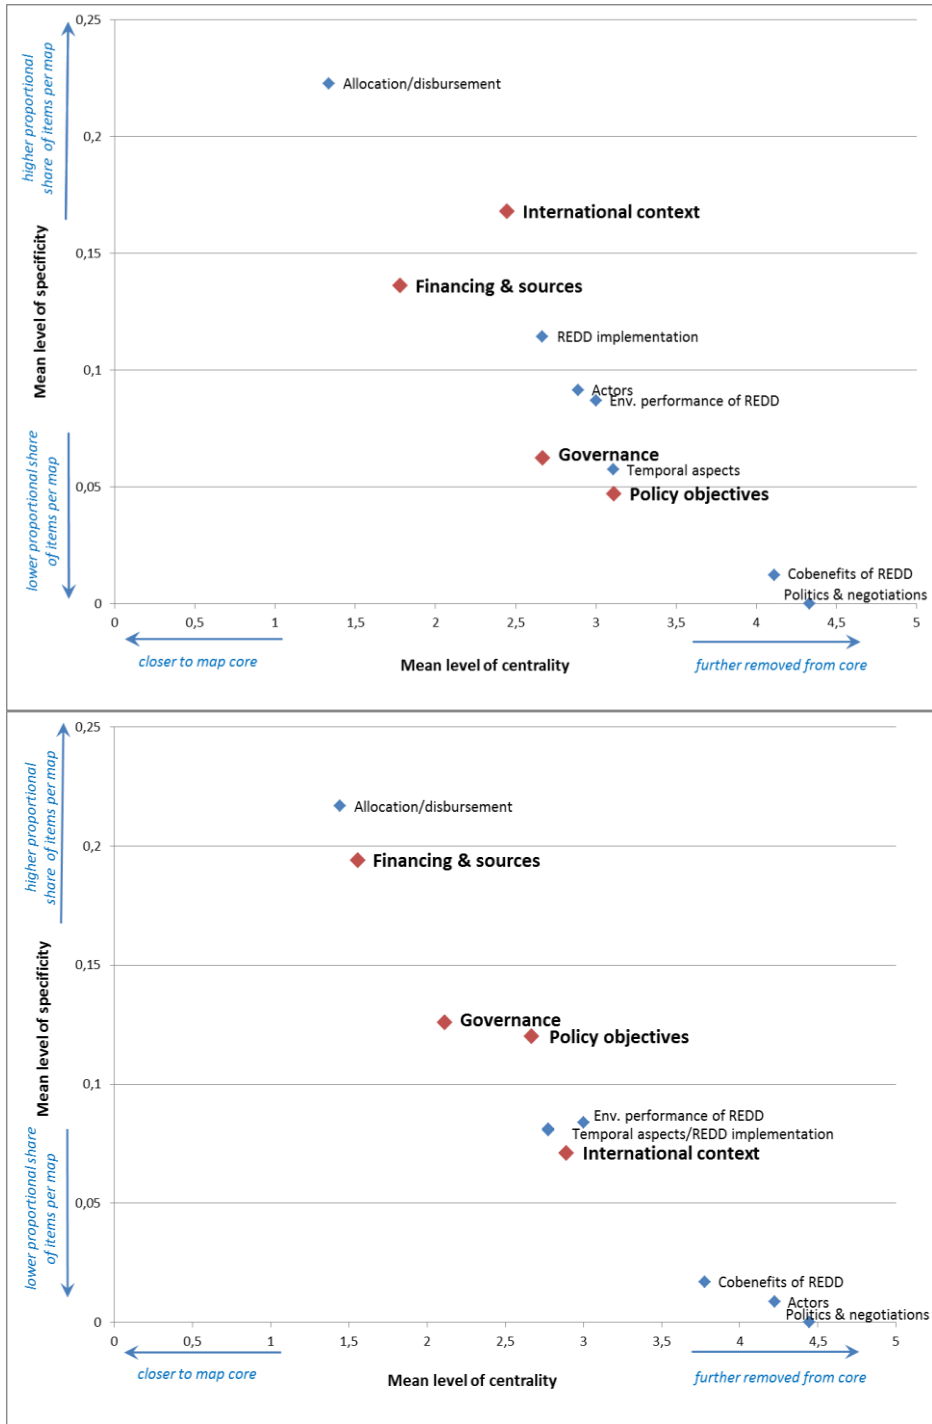 0,25
higher proportional
share of items per map
Allocation/disbursement
0,2
International context
Mean level of specificity
0,15
Financing & sources
REDD implementation
0,1
Actors
Env. performance of REDD
lower proportional share
of items per map
Governance
Temporal aspects
0,05
Policy objectives
Cobenefits of REDD
Politics & negotiations
0
0 0,5 1 1,5 2 2,5 3 3,5 4 4,5 5
closer to map core
Mean level of centrality
further removed from core
0,25
higher proportional
share of items per map
Allocation/disbursement
0,2
Financing & sources
Mean level of specificity
0,15
Governance
Policy objectives
0,1
Env. performance of REDD
Temporal aspects/REDD implementation
International context
lower proportional share
of items per map
0,05
Cobenefits of REDD
Actors
Politics & negotiations
0
0 0,5 1 1,5 2 2,5 3 3,5 4 4,5 5
closer to map core
Mean level of centrality
further removed from core